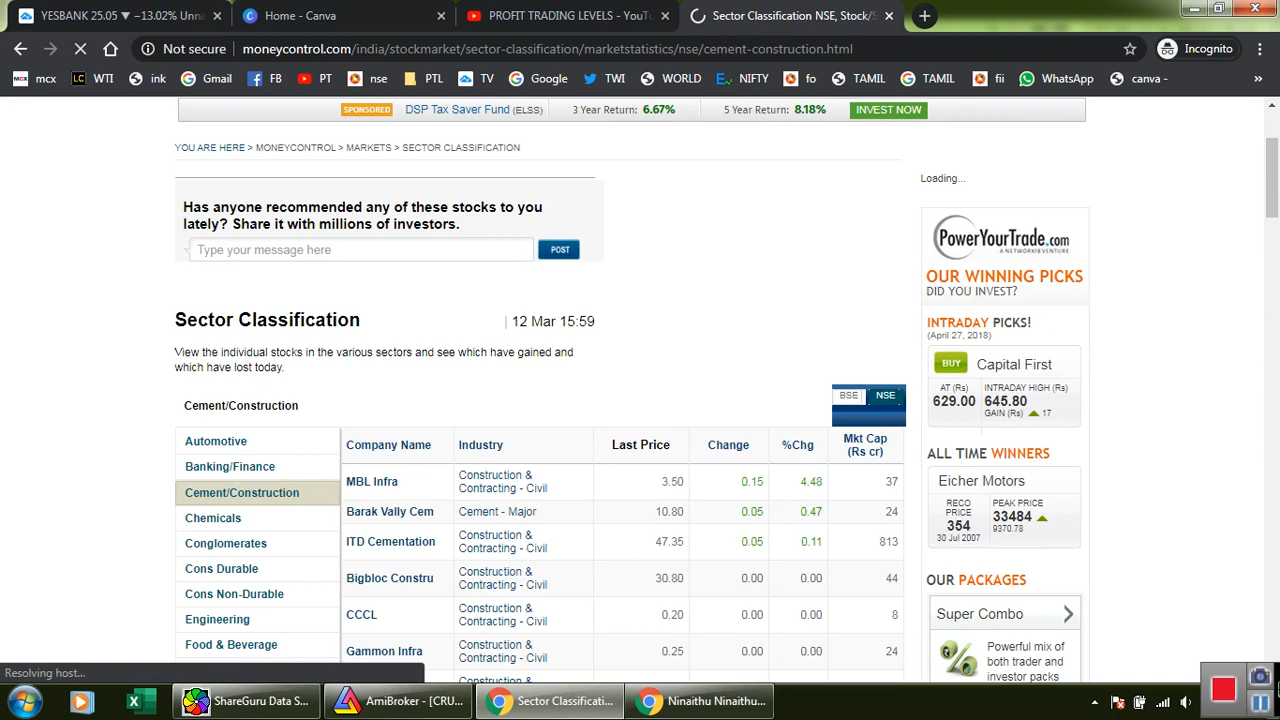 YESBANK 25.05 ▼ −13.02% Unna
Home - Canva
PROFIT TRADING LEVELS - YouTu
Sector Classification NSE, Stock/S
Not secure
moneycontrol.com/india/stockmarket/sector-classification/marketstatistics/nse/cement-construction.html
Incognito
mcx
WTI
ink
Gmail
FB
PT
nse
PTL
TV
Google
TWI
WORLD
NIFTY
fo
TAMIL
TAMIL
fii
WhatsApp
canva -
»
SPONSORED DSP Tax Saver Fund (ELSS) 3 Year Return: 6.67% 5 Year Return: 8.18% INVEST NOW
YOU ARE HERE > MONEYCONTROL > MARKETS > SECTOR CLASSIFICATION
Has anyone recommended any of these stocks to you
lately? Share it with millions of investors.
Type your message here
POST
Sector Classification
| 12 Mar 15:59
View the individual stocks in the various sectors and see which have gained and
which have lost today.
Cement/Construction
BSE NSE
Automotive
Banking/Finance
Cement/Construction
Chemicals
Conglomerates
Cons Durable
Cons Non-Durable
Engineering
Food & Beverage
Company Name Industry Last Price Change %Chg Mkt Cap
(Rs cr)
MBL Infra Construction &
Contracting - Civil 3.50 0.15 4.48 37
Barak Vally Cem Cement - Major 10.80 0.05 0.47 24
ITD Cementation Construction &
Contracting - Civil 47.35 0.05 0.11 813
Bigbloc Constru Construction &
Contracting - Civil 30.80 0.00 0.00 44
CCCL Construction &
Contracting - Civil 0.20 0.00 0.00 8
Gammon Infra Construction &
Contracting - Civil 0.25 0.00 0.00 24
Loading...
PowerYourTrade.com
A NETWORK18 VENTURE
OUR WINNING PICKS
DID YOU INVEST?
INTRADAY PICKS!
(April 27, 2018)
BUY Capital First
AT (Rs)
629.00
INTRADAY HIGH (Rs)
645.80
GAIN (Rs) ▲ 17
ALL TIME WINNERS
Eicher Motors
RECO
PRICE
354
30 Jul 2007
PEAK PRICE
33484
9370.78
OUR PACKAGES
Super Combo
Powerful mix of
both trader and
investor packs
Resolving host...
ShareGuru Data S...
AmiBroker - [CRU...
Sector Classificati...
Ninaithu Ninaithu...